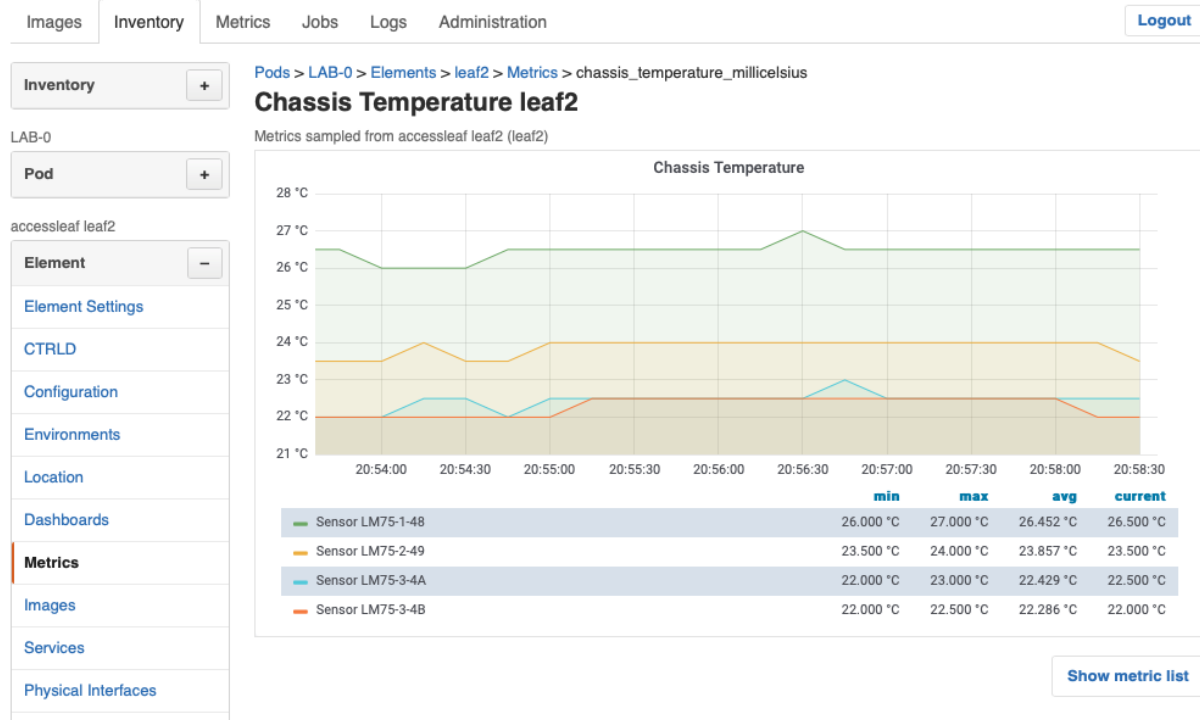 Images Inventory Metrics Jobs Logs Administration Logout
Inventory +
LAB-0
Pod +
accessleaf leaf2
Element −
Element Settings
CTRLD
Configuration
Environments
Location
Dashboards
Metrics
Images
Services
Physical Interfaces
Pods > LAB-0 > Elements > leaf2 > Metrics > chassis_temperature_millicelsius
Chassis Temperature leaf2
Metrics sampled from accessleaf leaf2 (leaf2)
Chassis Temperature
28 °C
27 °C
26 °C
25 °C
24 °C
23 °C
22 °C
21 °C
20:54:00 20:54:30 20:55:00 20:55:30 20:56:00 20:56:30 20:57:00 20:57:30 20:58:00 20:58:30
min max avg current
Sensor LM75-1-48 26.000 °C 27.000 °C 26.452 °C 26.500 °C
Sensor LM75-2-49 23.500 °C 24.000 °C 23.857 °C 23.500 °C
Sensor LM75-3-4A 22.000 °C 23.000 °C 22.429 °C 22.500 °C
Sensor LM75-3-4B 22.000 °C 22.500 °C 22.286 °C 22.000 °C
Show metric list